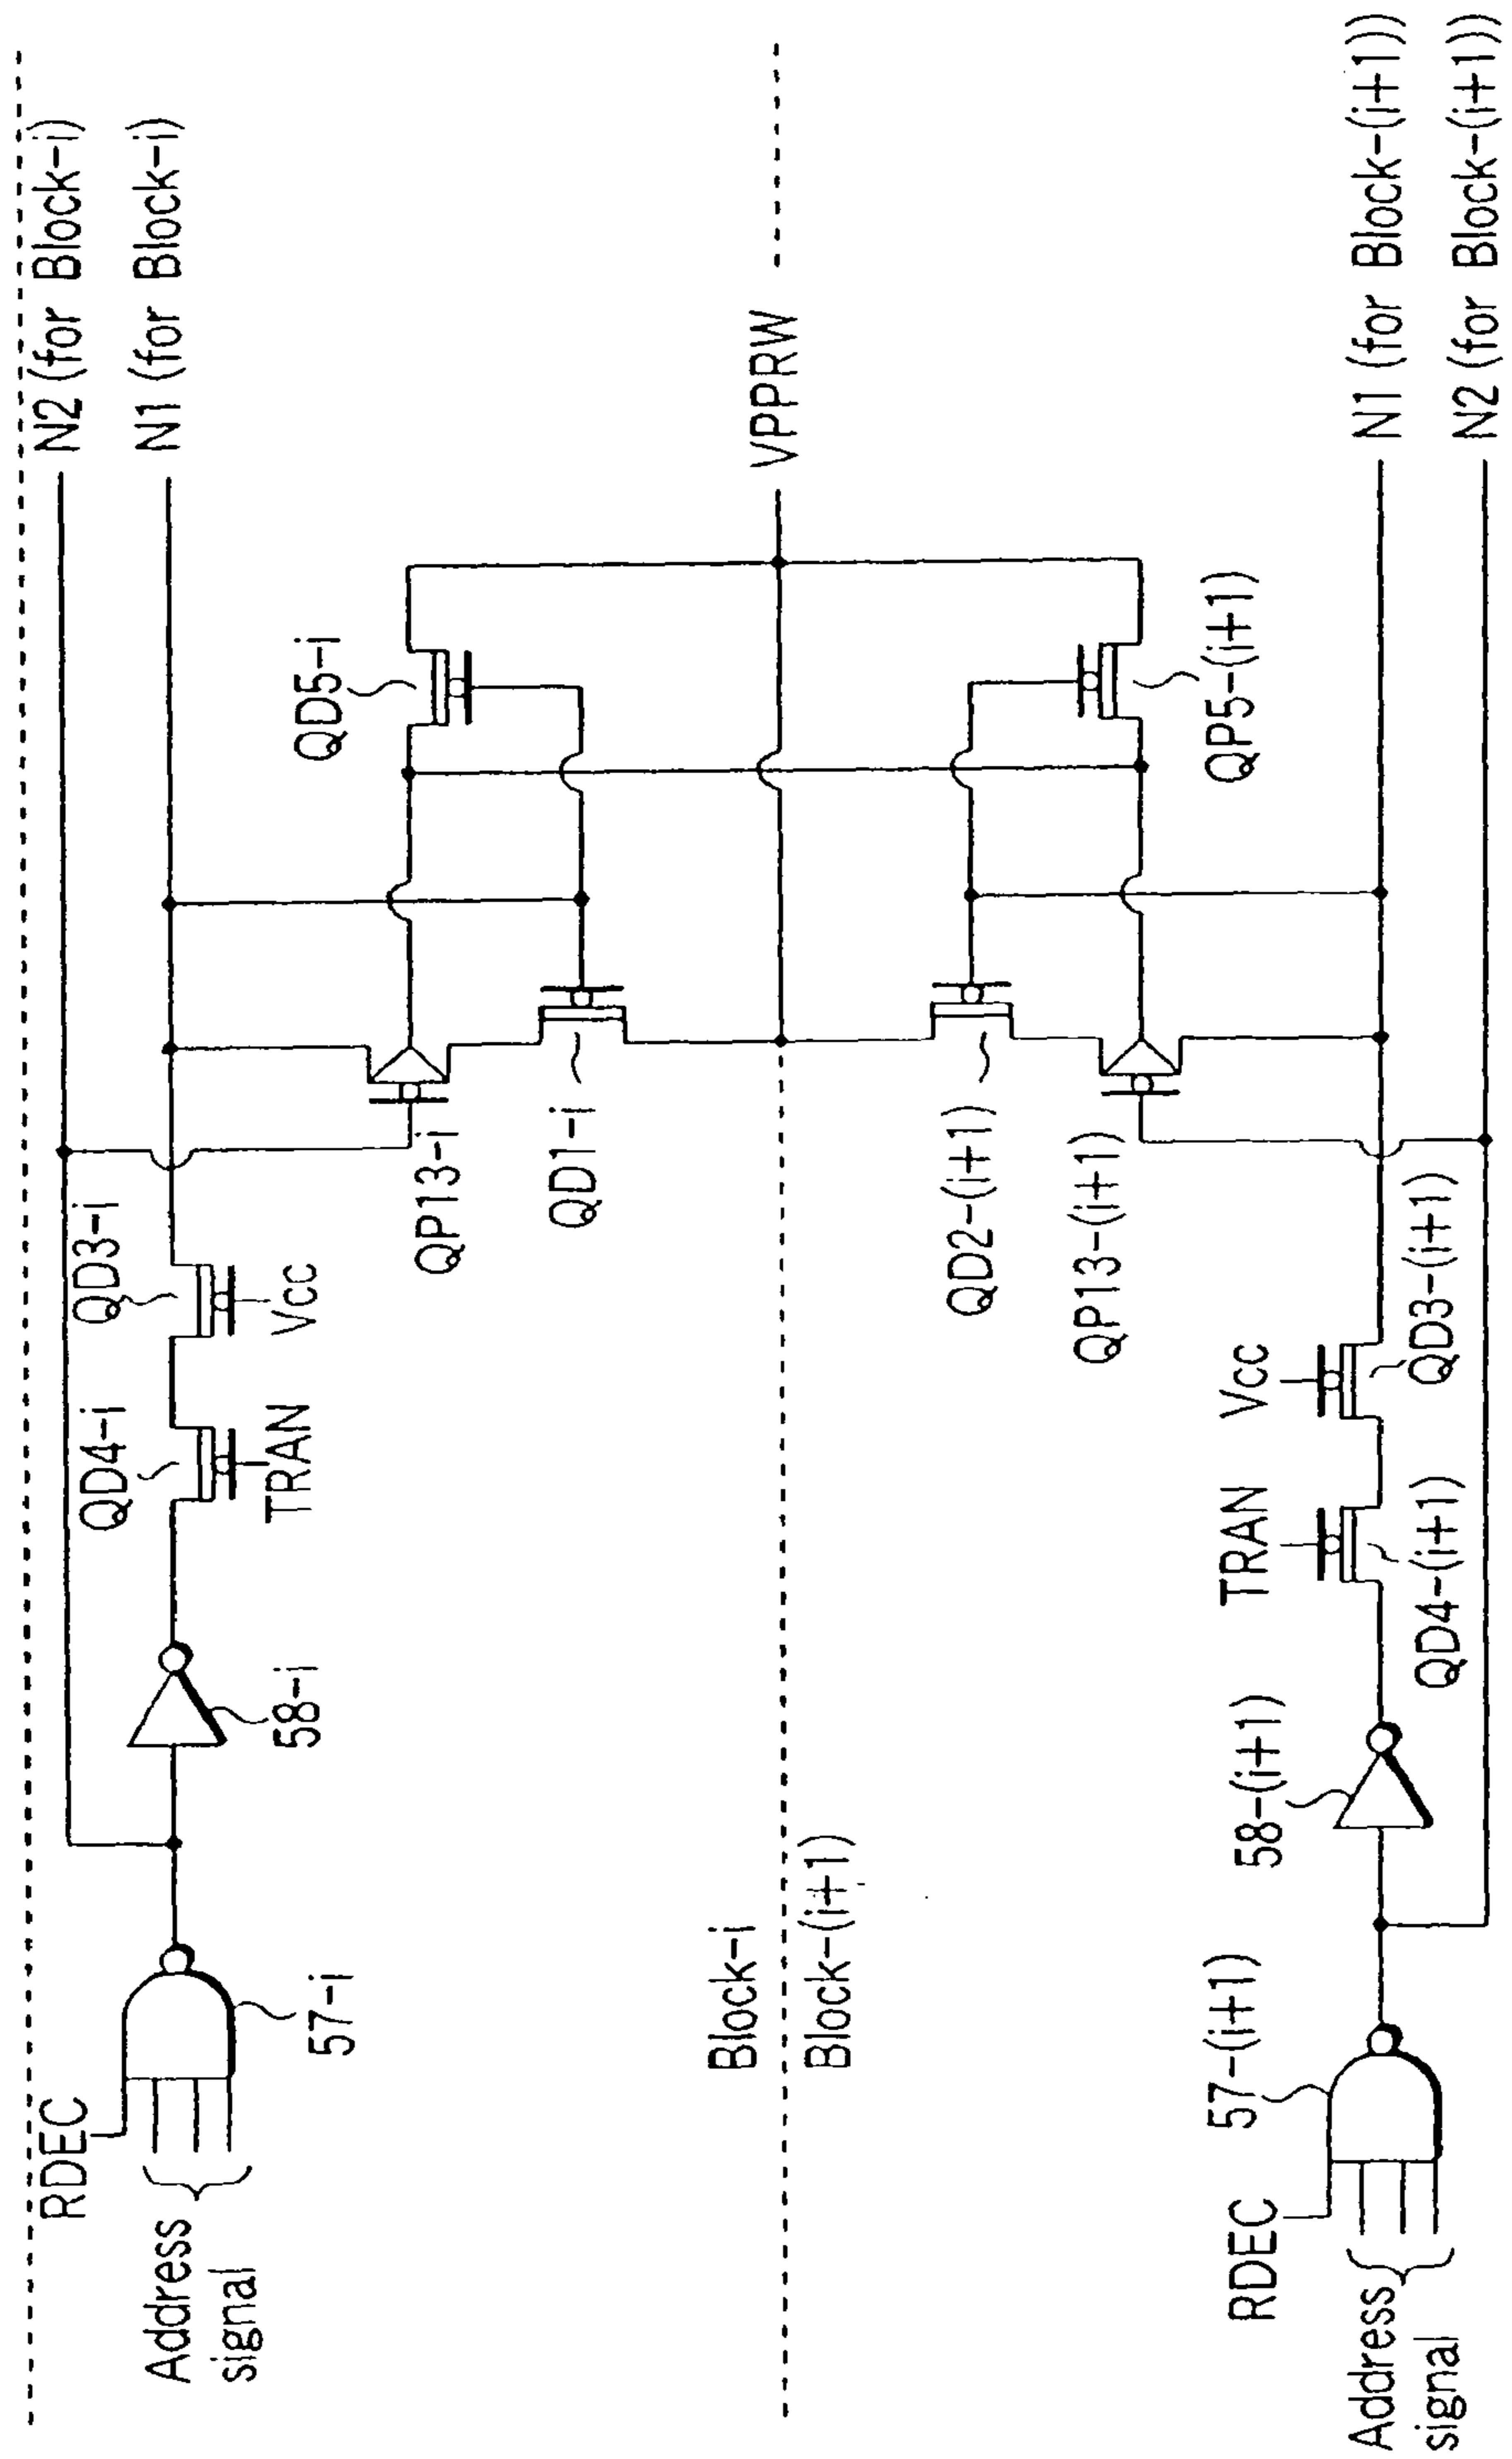 N2 (for Block-i)
N1 (for Block-i)
QD3-i
QD4-i
RDEC
Address
signal
57-i
58-i
TRAN
Vcc
QP13-i
QD1-i
QD5-i
VPPRW
Block-i
Block-(i+1)
QD2-(i+1)
QP13-(i+1)
QP5-(i+1)
RDEC
Address
signal
57-(i+1)
58-(i+1)
TRAN
Vcc
QD4-(i+1)
QD3-(i+1)
N1 (for Block-(i+1))
N2 (for Block-(i+1))